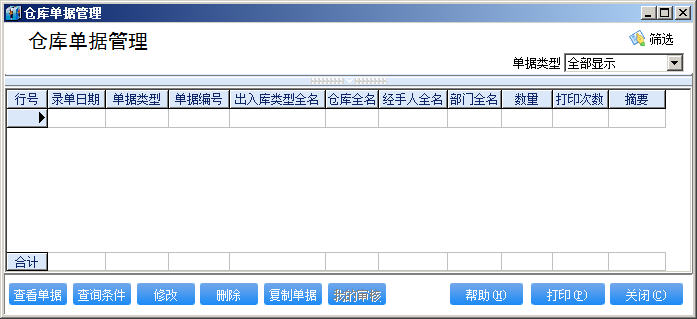 仓库单据管理
仓库单据管理
筛选
单据类型 全部显示
行号 录单日期 单据类型 单据编号 出入库类型全名 仓库全名 经手人全名 部门全名 数量 打印次数 摘要
合计
查看单据 查询条件 修改 删除 复制单据 我的审核 帮助(H) 打印(P) 关闭(C)